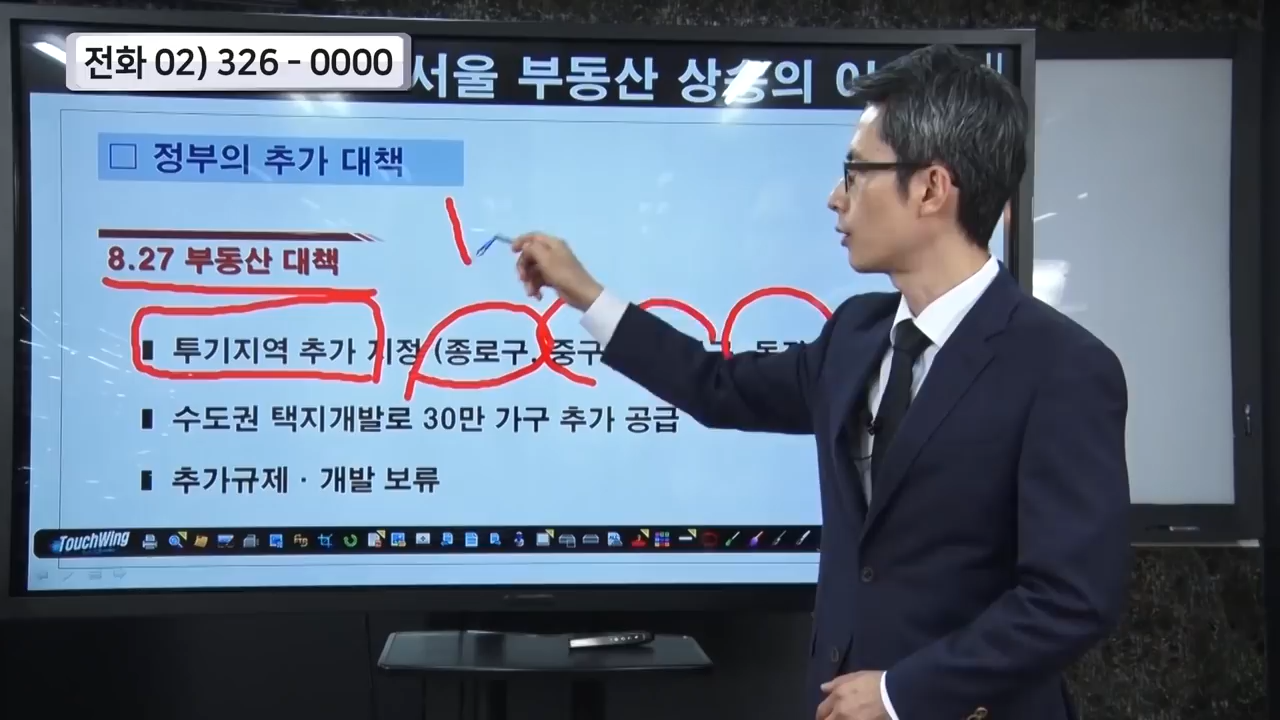 전화 02) 326 - 0000
서울 부동산 상승의
□ 정부의 추가 대책
8.27 부동산 대책
투기지역 추가 지정 (종로구, 중구
수도권 택지개발로 30만 가구 추가 공급
추가규제 · 개발 보류
TouchWing